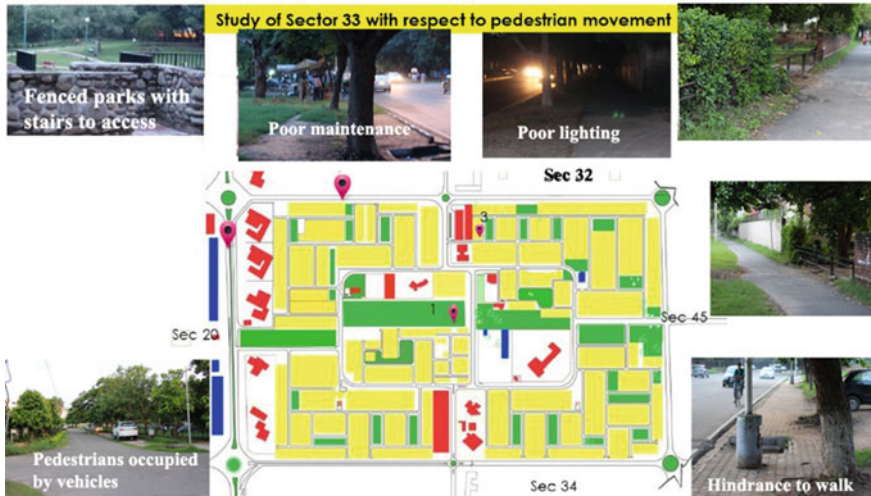 Study of Sector 33 with respect to pedestrian movement
Fenced parks with
stairs to access
Poor maintenance
Poor lighting
Sec 32
3
1
Sec 20
Sec 45
Pedestrians occupied
by vehicles
Sec 34
Hindrance to walk